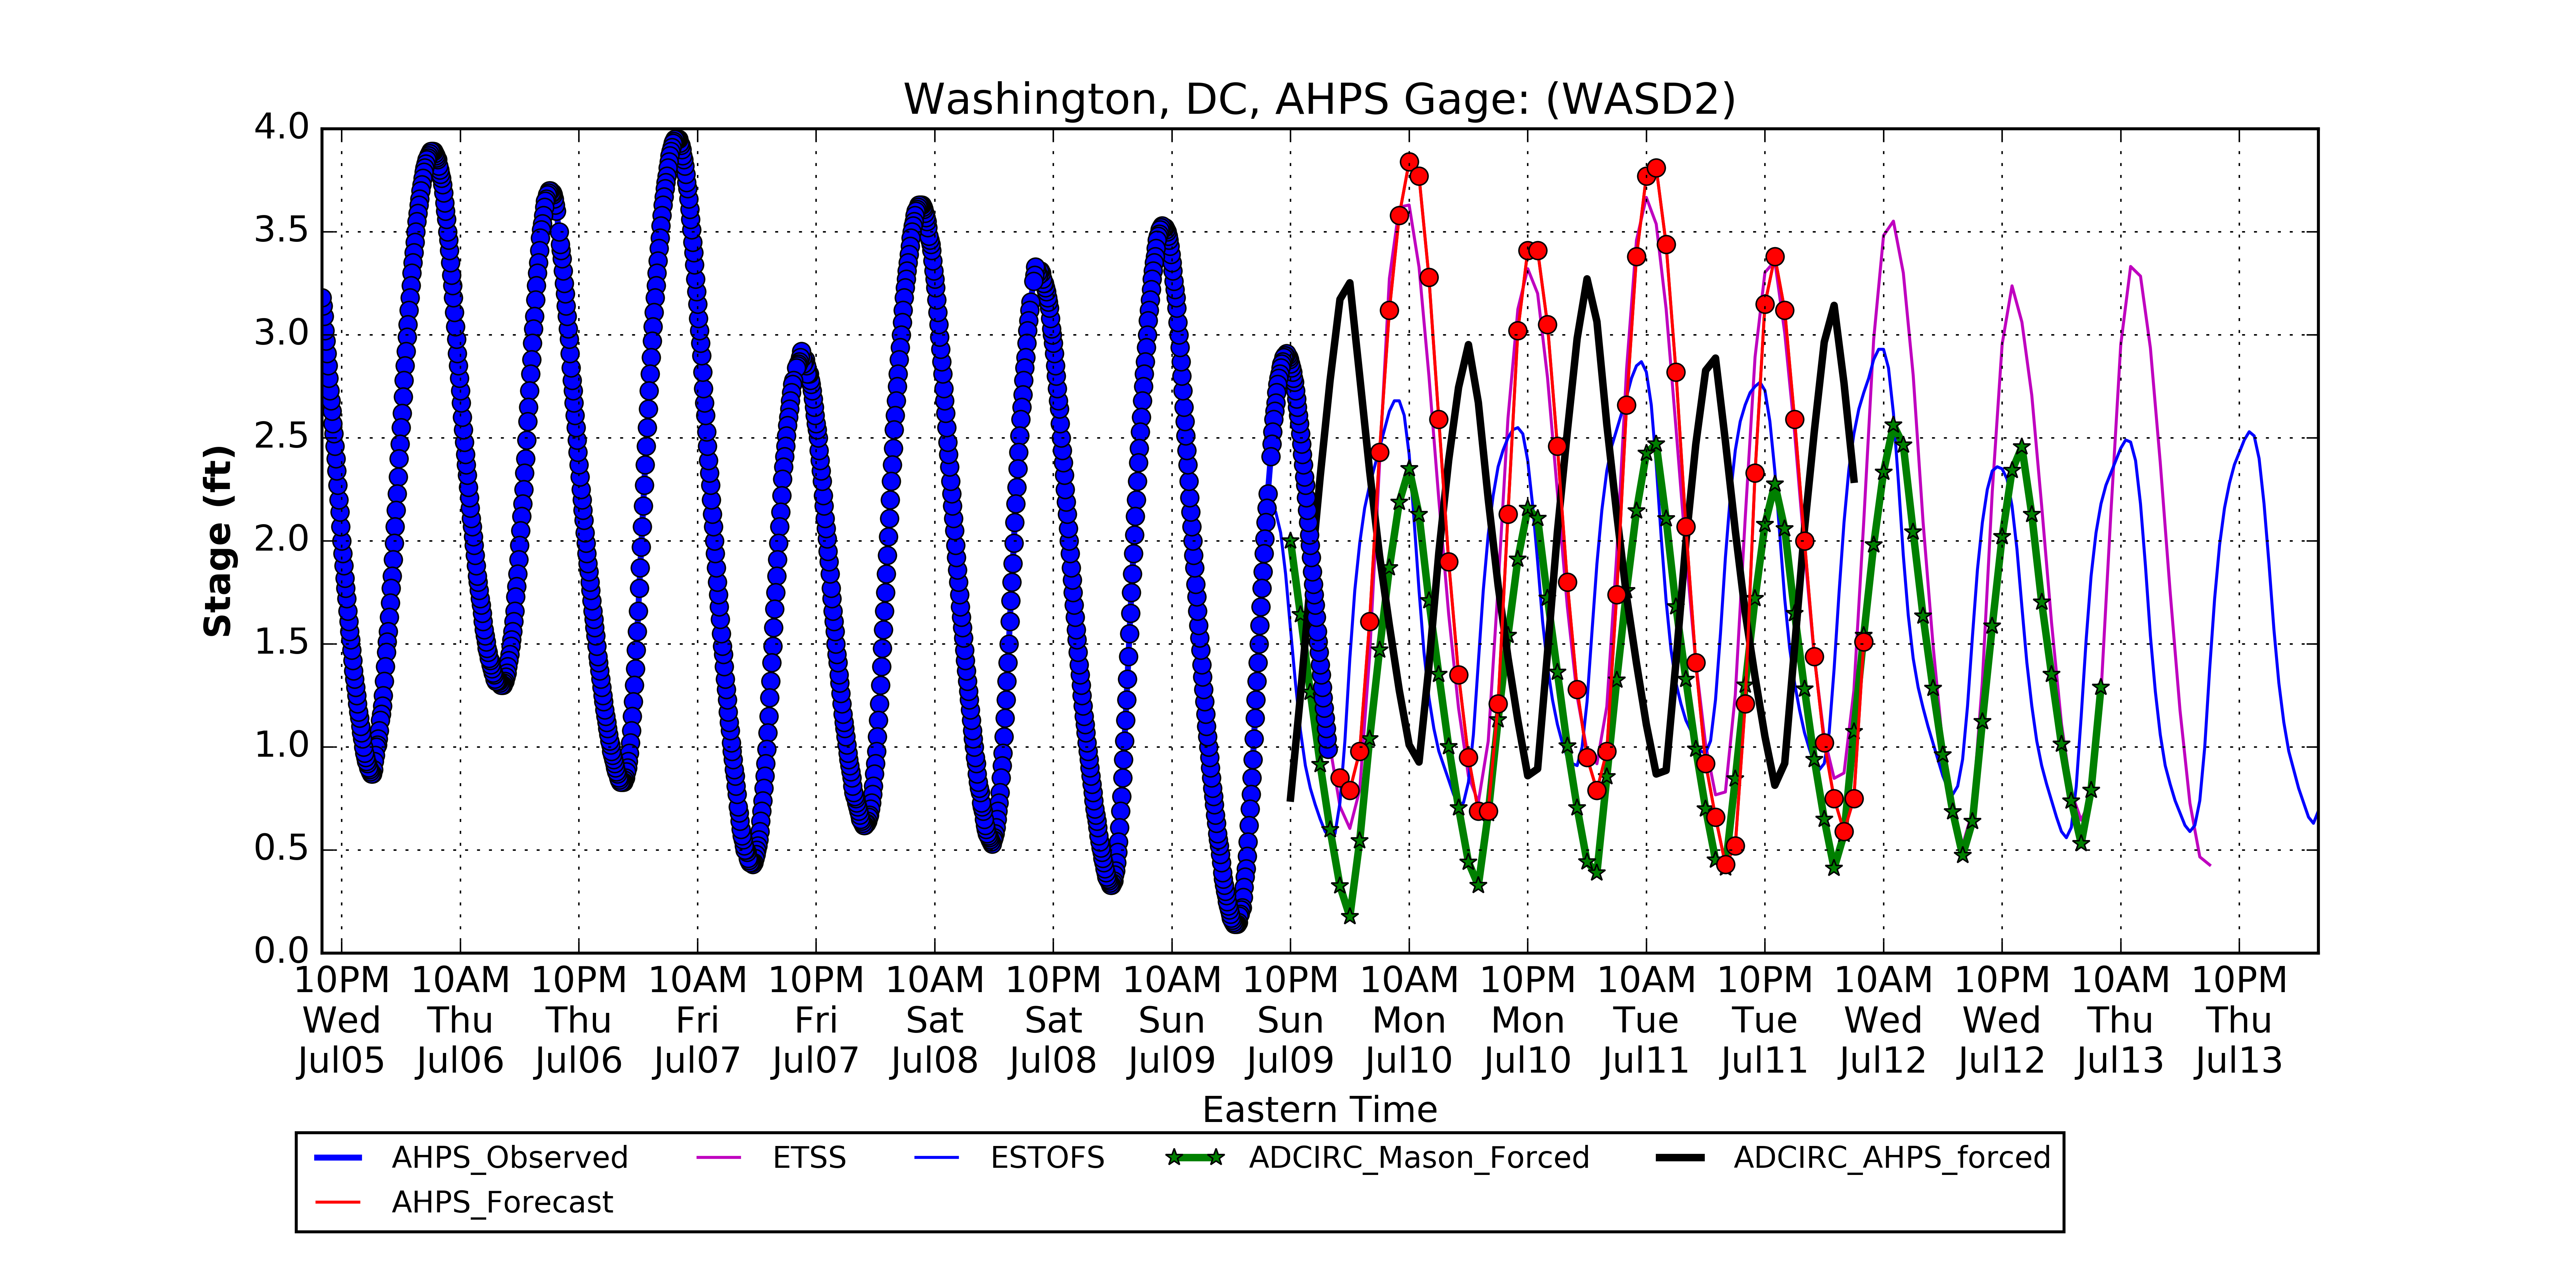 Washington, DC, AHPS Gage: (WASD2)
4.0
3.5
3.0
2.5
2.0
1.5
1.0
0.5
0.0
Stage (ft)
10PM 10AM 10PM 10AM 10PM 10AM 10PM 10AM 10PM 10AM 10PM 10AM 10PM 10AM 10PM 10AM 10PM
Wed Thu Thu Fri Fri Sat Sat Sun Sun Mon Mon Tue Tue Wed Wed Thu Thu
Jul05 Jul06 Jul06 Jul07 Jul07 Jul08 Jul08 Jul09 Jul09 Jul10 Jul10 Jul11 Jul11 Jul12 Jul12 Jul13 Jul13
Eastern Time
AHPS_Observed ETSS ESTOFS ADCIRC_Mason_Forced ADCIRC_AHPS_forced
AHPS_Forecast